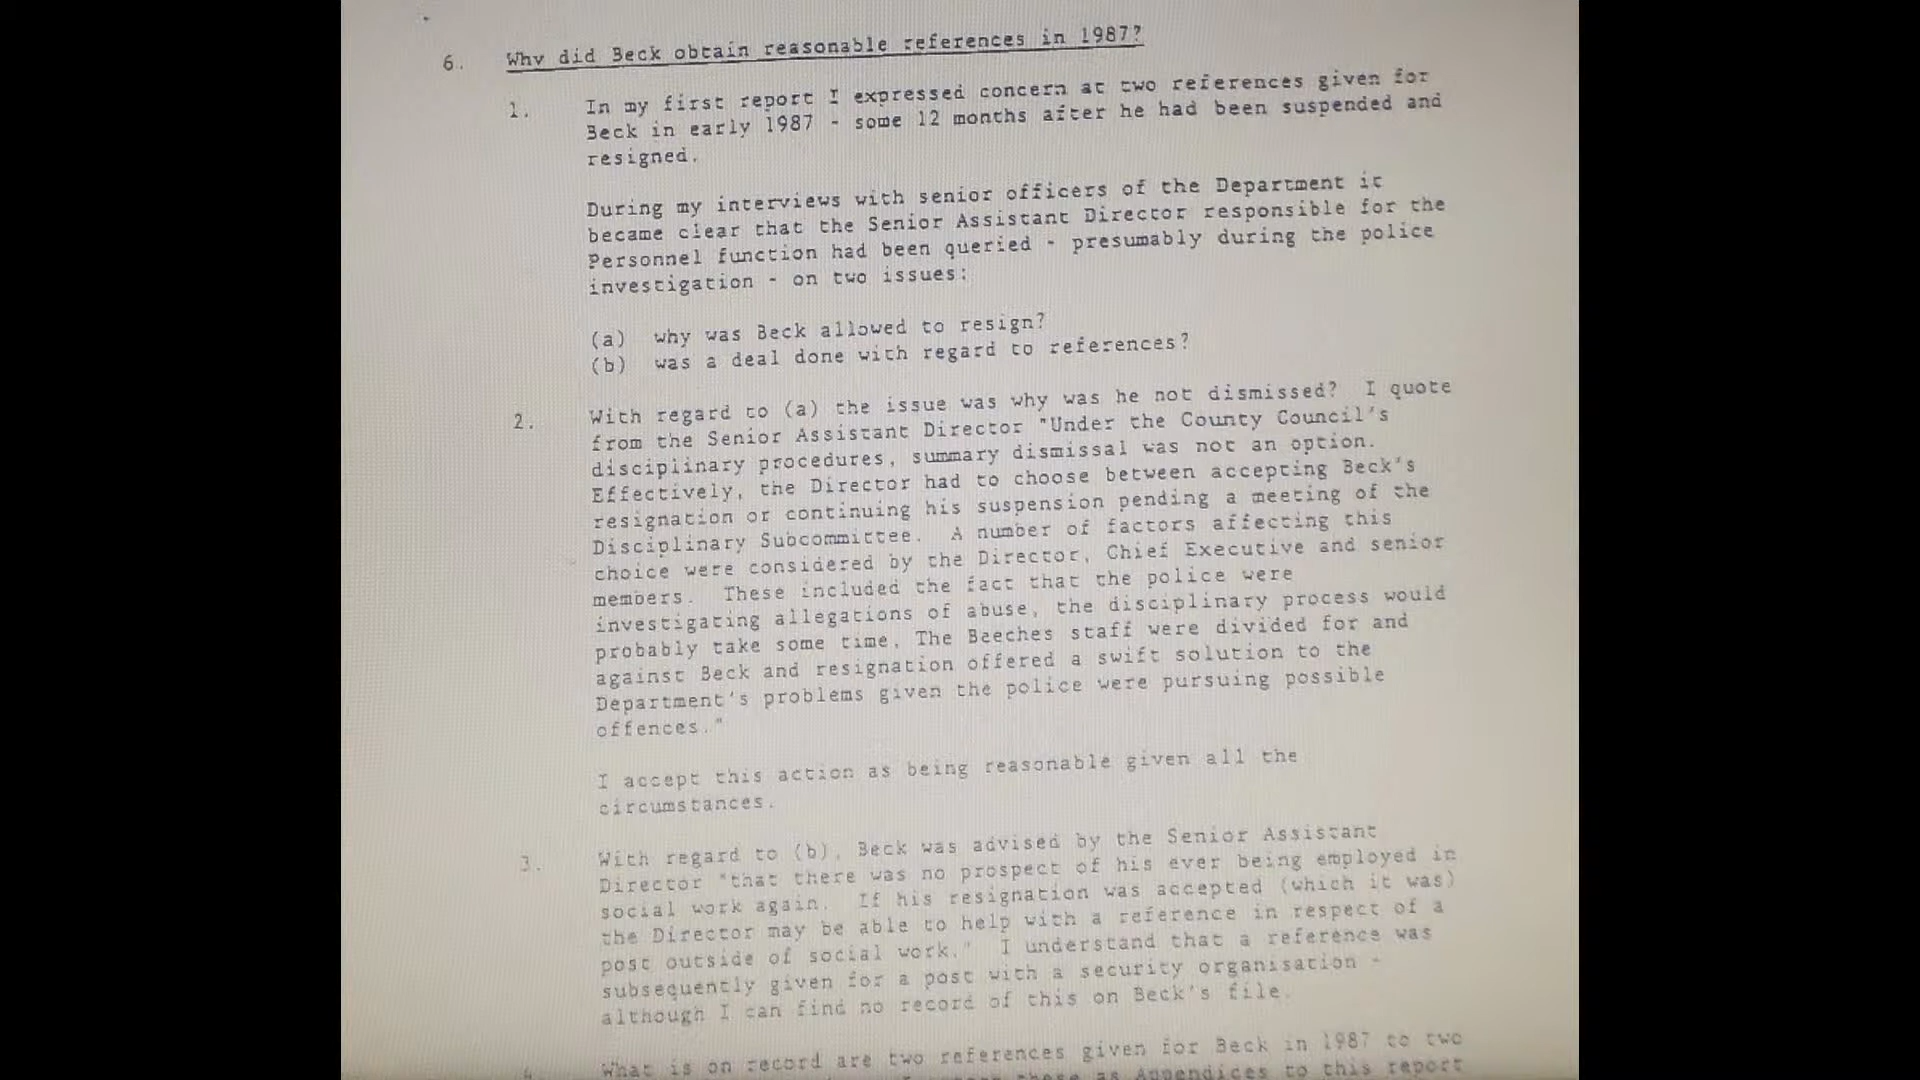 6. Why did Beck obtain reasonable references in 1987?
1. In my first report I expressed concern at two references given for
Beck in early 1987 - some 12 months after he had been suspended and
resigned.
During my interviews with senior officers of the Department it
became clear that the Senior Assistant Director responsible for the
Personnel function had been queried - presumably during the police
investigation - on two issues:
(a) why was Beck allowed to resign?
(b) was a deal done with regard to references?
2. With regard to (a) the issue was why was he not dismissed? I quote
from the Senior Assistant Director "Under the County Council's
disciplinary procedures, summary dismissal was not an option.
Effectively, the Director had to choose between accepting Beck's
resignation or continuing his suspension pending a meeting of the
Disciplinary Subcommittee. A number of factors affecting this
choice were considered by the Director, Chief Executive and senior
members. These included the fact that the police were
investigating allegations of abuse, the disciplinary process would
probably take some time, The Beeches staff were divided for and
against Beck and resignation offered a swift solution to the
Department's problems given the police were pursuing possible
offences."
I accept this action as being reasonable given all the
circumstances.
3. With regard to (b), Beck was advised by the Senior Assistant
Director "that there was no prospect of his ever being employed in
social work again. If his resignation was accepted (which it was)
the Director may be able to help with a reference in respect of a
post outside of social work." I understand that a reference was
subsequently given for a post with a security organisation -
although I can find no record of this on Beck's file.
4. What is on record are two references given for Beck in 1987 to two
these as Appendices to this report